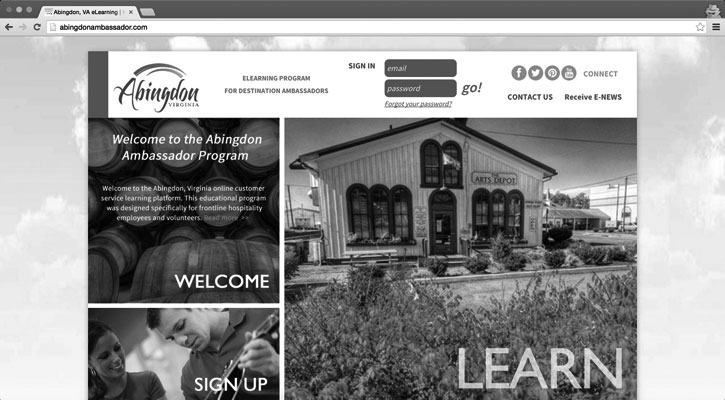 Abingdon, VA eLearning |
abingdonambassador.com
Abingdon
VIRGINIA
ELEARNING PROGRAM
FOR DESTINATION AMBASSADORS
SIGN IN
email
password
go!
Forgot your password?
CONNECT
CONTACT US
Receive E-NEWS
Welcome to the Abingdon
Ambassador Program
Welcome to the Abingdon, Virginia online customer
service learning platform. This educational program
was designed specifically for frontline hospitality
employees and volunteers. Read more >>
WELCOME
SIGN UP
THE
ARTS DEPOT
LEARN